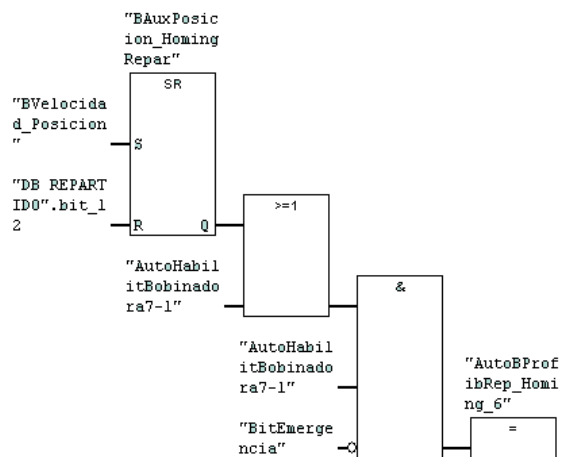 "BAuxPosic
ion_Homing
Repar"
SR
"BVelocida
d_Posicion
"
S
"DB REPART
IDO".bit_1
2
R
Q
>=1
"AutoHabil
itBobinado
ra7-1"
&
"AutoHabil
itBobinado
ra7-1"
"BitEmerge
ncia"
"AutoBProf
ibRep_Homi
ng_6"
=